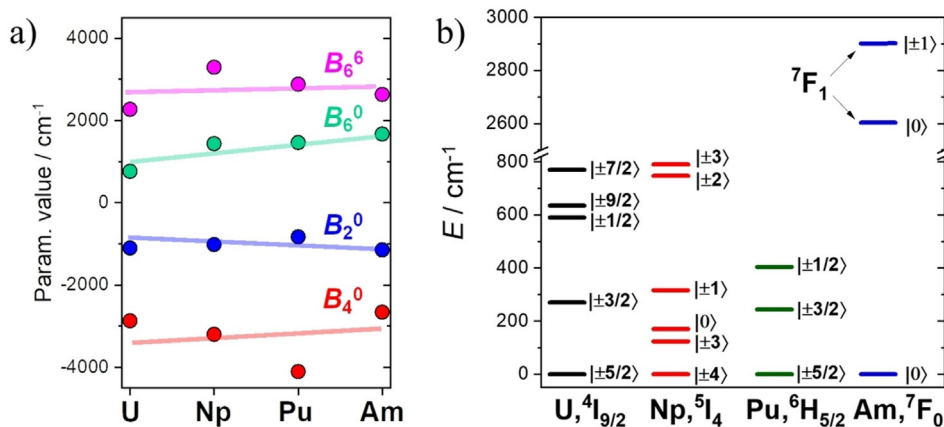 a)
Param. value / cm⁻¹
4000
2000
0
-2000
-4000
B₆⁶
B₆⁰
B₂⁰
B₄⁰
U Np Pu Am
b)
E / cm⁻¹
3000
2800
2600
800
600
400
200
0
|±7/2⟩
|±9/2⟩
|±1/2⟩
|±3/2⟩
|±5/2⟩
|±3⟩
|±2⟩
|±1⟩
|0⟩
|±3⟩
|±4⟩
|±1/2⟩
|±3/2⟩
|±5/2⟩
⁷F₁
|±1⟩
|0⟩
|0⟩
U,⁴I₉/₂ Np,⁵I₄ Pu,⁶H₅/₂ Am,⁷F₀